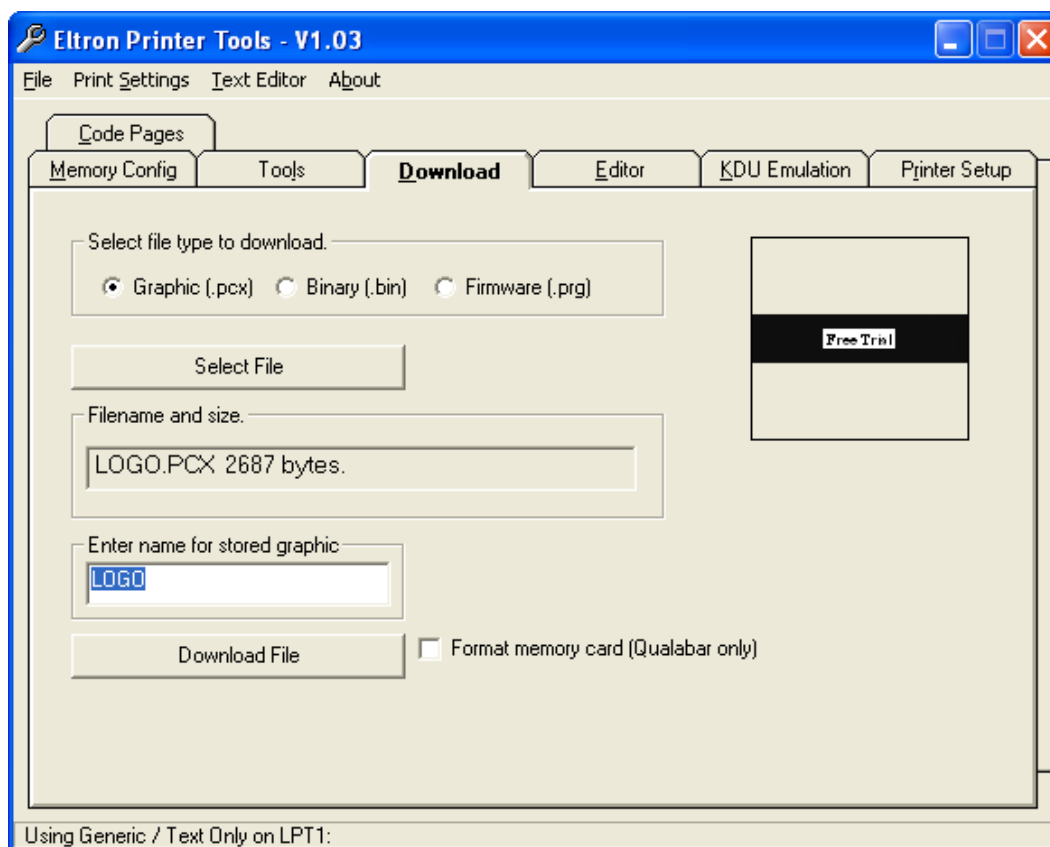 Eltron Printer Tools - V1.03
File Print Settings Text Editor About
Code Pages
Memory Config Tools Download Editor KDU Emulation Printer Setup
Select file type to download.
Graphic (.pcx) Binary (.bin) Firmware (.prg)
Free Trial
Select File
Filename and size.
LOGO.PCX 2687 bytes.
Enter name for stored graphic
LOGO
Download File Format memory card (Qualabar only)
Using Generic / Text Only on LPT1: